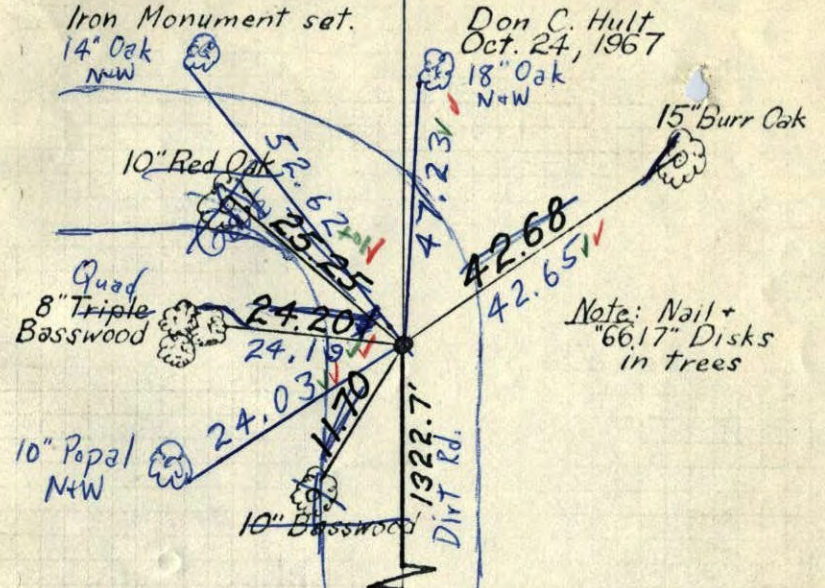 Iron Monument set.
Don C. Hult
Oct. 24, 1967
14" Oak
N+W
18" Oak
N+W
15" Burr Oak
10" Red Oak
52.62
47.23
25.25
42.68
42.65
Quad
8" Triple
Basswood
24.20
24.19
Note: Nail +
"6617" Disks
in trees
24.03
11.70
10" Popal
N+W
10" Basswood
1322.7'
Dirt Rd.